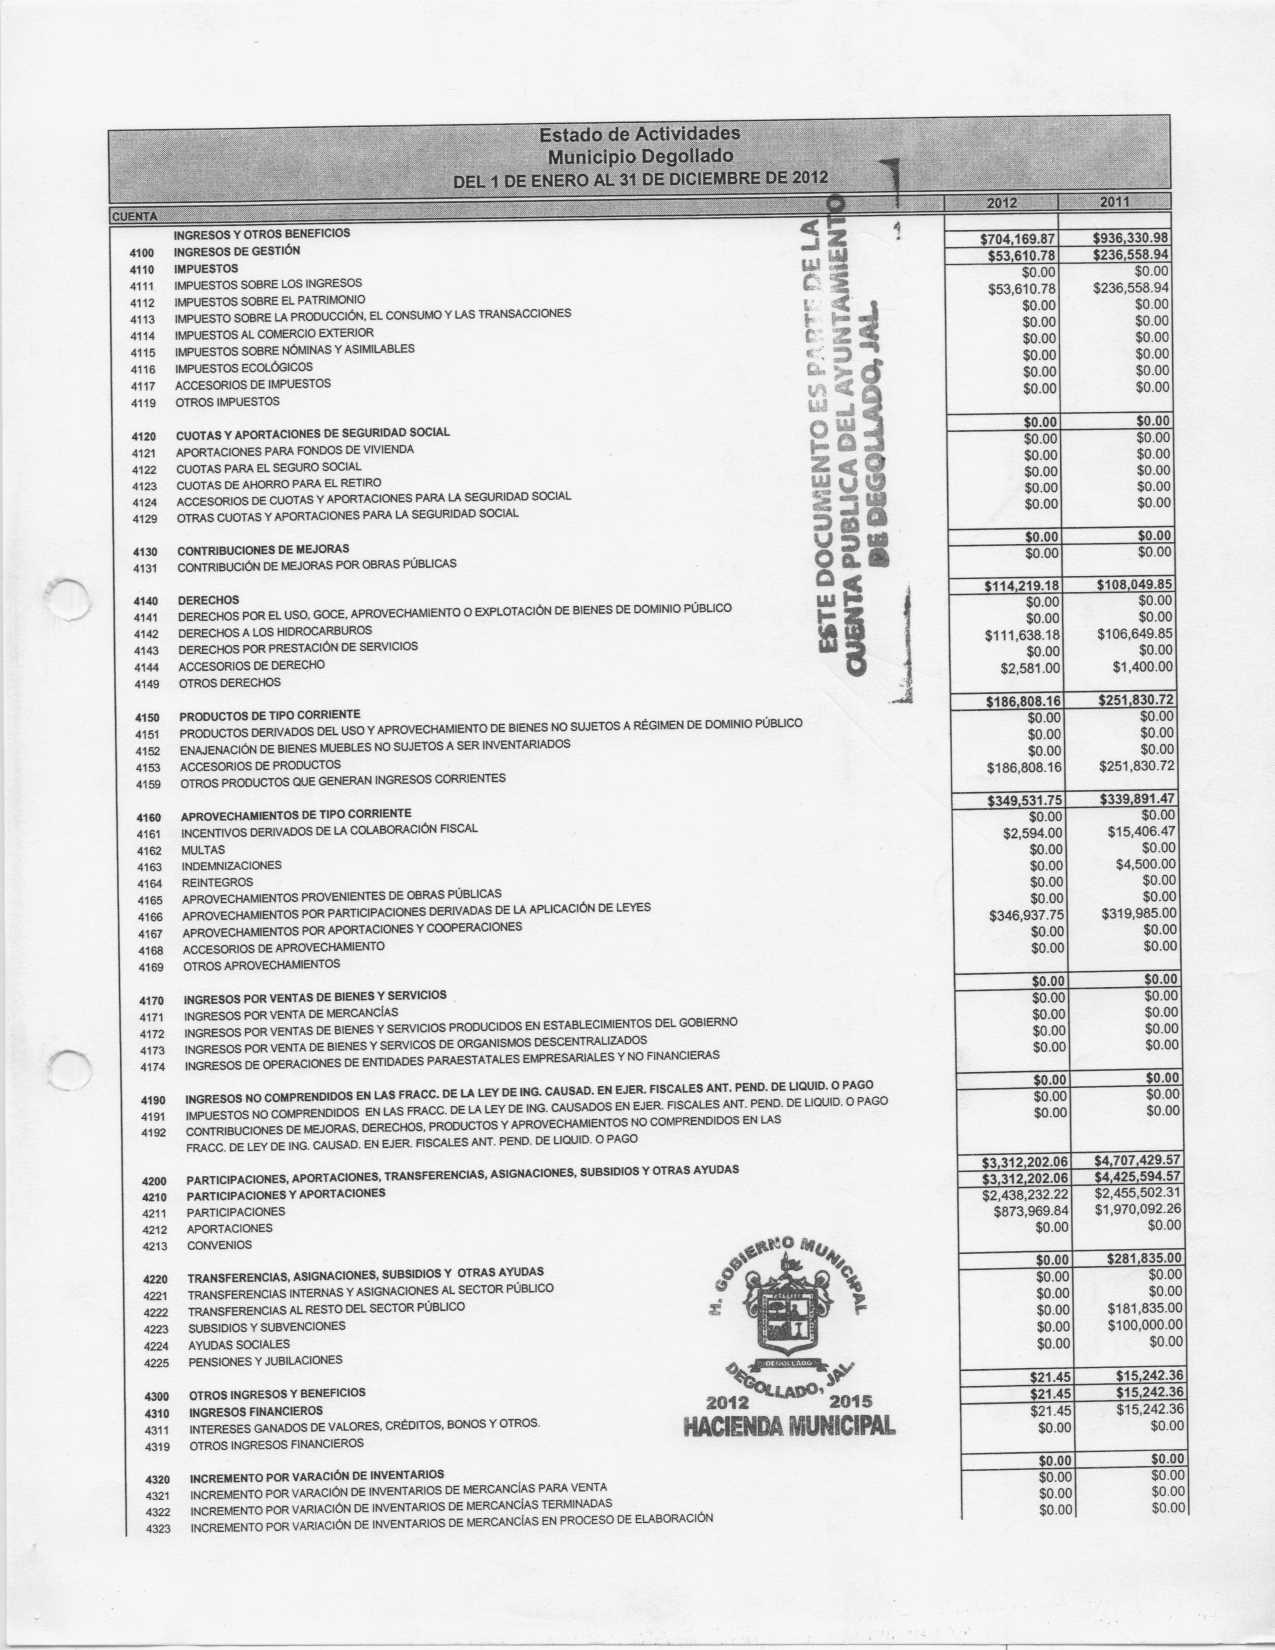 Estado de Actividades
Municipio Degollado
DEL 1 DE ENERO AL 31 DE DICIEMBRE DE 2012
CUENTA 2012 2011
INGRESOS Y OTROS BENEFICIOS
4100 INGRESOS DE GESTIÓN $704,169.87 $936,330.98
4110 IMPUESTOS $53,610.78 $236,558.94
4111 IMPUESTOS SOBRE LOS INGRESOS $0.00 $0.00
4112 IMPUESTOS SOBRE EL PATRIMONIO $53,610.78 $236,558.94
4113 IMPUESTO SOBRE LA PRODUCCIÓN, EL CONSUMO Y LAS TRANSACCIONES $0.00 $0.00
4114 IMPUESTOS AL COMERCIO EXTERIOR $0.00 $0.00
4115 IMPUESTOS SOBRE NÓMINAS Y ASIMILABLES $0.00 $0.00
4116 IMPUESTOS ECOLÓGICOS $0.00 $0.00
4117 ACCESORIOS DE IMPUESTOS $0.00 $0.00
4119 OTROS IMPUESTOS $0.00 $0.00
4120 CUOTAS Y APORTACIONES DE SEGURIDAD SOCIAL $0.00 $0.00
4121 APORTACIONES PARA FONDOS DE VIVIENDA $0.00 $0.00
4122 CUOTAS PARA EL SEGURO SOCIAL $0.00 $0.00
4123 CUOTAS DE AHORRO PARA EL RETIRO $0.00 $0.00
4124 ACCESORIOS DE CUOTAS Y APORTACIONES PARA LA SEGURIDAD SOCIAL $0.00 $0.00
4129 OTRAS CUOTAS Y APORTACIONES PARA LA SEGURIDAD SOCIAL $0.00 $0.00
4130 CONTRIBUCIONES DE MEJORAS $0.00 $0.00
4131 CONTRIBUCIÓN DE MEJORAS POR OBRAS PÚBLICAS $0.00 $0.00
4140 DERECHOS $114,219.18 $108,049.85
4141 DERECHOS POR EL USO, GOCE, APROVECHAMIENTO O EXPLOTACIÓN DE BIENES DE DOMINIO PÚBLICO $0.00 $0.00
4142 DERECHOS A LOS HIDROCARBUROS $0.00 $0.00
4143 DERECHOS POR PRESTACIÓN DE SERVICIOS $111,638.18 $106,649.85
4144 ACCESORIOS DE DERECHO $0.00 $0.00
4149 OTROS DERECHOS $2,581.00 $1,400.00
4150 PRODUCTOS DE TIPO CORRIENTE $186,808.16 $251,830.72
4151 PRODUCTOS DERIVADOS DEL USO Y APROVECHAMIENTO DE BIENES NO SUJETOS A RÉGIMEN DE DOMINIO PÚBLICO $0.00 $0.00
4152 ENAJENACIÓN DE BIENES MUEBLES NO SUJETOS A SER INVENTARIADOS $0.00 $0.00
4153 ACCESORIOS DE PRODUCTOS $0.00 $0.00
4159 OTROS PRODUCTOS QUE GENERAN INGRESOS CORRIENTES $186,808.16 $251,830.72
4160 APROVECHAMIENTOS DE TIPO CORRIENTE $349,531.75 $339,891.47
4161 INCENTIVOS DERIVADOS DE LA COLABORACIÓN FISCAL $0.00 $0.00
4162 MULTAS $2,594.00 $15,406.47
4163 INDEMNIZACIONES $0.00 $0.00
4164 REINTEGROS $0.00 $4,500.00
4165 APROVECHAMIENTOS PROVENIENTES DE OBRAS PÚBLICAS $0.00 $0.00
4166 APROVECHAMIENTOS POR PARTICIPACIONES DERIVADAS DE LA APLICACIÓN DE LEYES $0.00 $0.00
4167 APROVECHAMIENTOS POR APORTACIONES Y COOPERACIONES $346,937.75 $319,985.00
4168 ACCESORIOS DE APROVECHAMIENTO $0.00 $0.00
4169 OTROS APROVECHAMIENTOS $0.00 $0.00
4170 INGRESOS POR VENTAS DE BIENES Y SERVICIOS $0.00 $0.00
4171 INGRESOS POR VENTA DE MERCANCÍAS $0.00 $0.00
4172 INGRESOS POR VENTAS DE BIENES Y SERVICIOS PRODUCIDOS EN ESTABLECIMIENTOS DEL GOBIERNO $0.00 $0.00
4173 INGRESOS POR VENTA DE BIENES Y SERVICOS DE ORGANISMOS DESCENTRALIZADOS $0.00 $0.00
4174 INGRESOS DE OPERACIONES DE ENTIDADES PARAESTATALES EMPRESARIALES Y NO FINANCIERAS $0.00 $0.00
4190 INGRESOS NO COMPRENDIDOS EN LAS FRACC. DE LA LEY DE ING. CAUSAD. EN EJER. FISCALES ANT. PEND. DE LIQUID. O PAGO $0.00 $0.00
4191 IMPUESTOS NO COMPRENDIDOS EN LAS FRACC. DE LA LEY DE ING. CAUSADOS EN EJER. FISCALES ANT. PEND. DE LIQUID. O PAGO $0.00 $0.00
4192 CONTRIBUCIONES DE MEJORAS, DERECHOS, PRODUCTOS Y APROVECHAMIENTOS NO COMPRENDIDOS EN LAS $0.00 $0.00
FRACC. DE LEY DE ING. CAUSAD. EN EJER. FISCALES ANT. PEND. DE LIQUID. O PAGO
4200 PARTICIPACIONES, APORTACIONES, TRANSFERENCIAS, ASIGNACIONES, SUBSIDIOS Y OTRAS AYUDAS $3,312,202.06 $4,707,429.57
4210 PARTICIPACIONES Y APORTACIONES $3,312,202.06 $4,425,594.57
4211 PARTICIPACIONES $2,438,232.22 $2,455,502.31
4212 APORTACIONES $873,969.84 $1,970,092.26
4213 CONVENIOS $0.00 $0.00
4220 TRANSFERENCIAS, ASIGNACIONES, SUBSIDIOS Y OTRAS AYUDAS $0.00 $281,835.00
4221 TRANSFERENCIAS INTERNAS Y ASIGNACIONES AL SECTOR PÚBLICO $0.00 $0.00
4222 TRANSFERENCIAS AL RESTO DEL SECTOR PÚBLICO $0.00 $0.00
4223 SUBSIDIOS Y SUBVENCIONES $0.00 $181,835.00
4224 AYUDAS SOCIALES $0.00 $100,000.00
4225 PENSIONES Y JUBILACIONES $0.00 $0.00
4300 OTROS INGRESOS Y BENEFICIOS $21.45 $15,242.36
4310 INGRESOS FINANCIEROS $21.45 $15,242.36
4311 INTERESES GANADOS DE VALORES, CRÉDITOS, BONOS Y OTROS. $21.45 $15,242.36
4319 OTROS INGRESOS FINANCIEROS $0.00 $0.00
4320 INCREMENTO POR VARACIÓN DE INVENTARIOS $0.00 $0.00
4321 INCREMENTO POR VARACIÓN DE INVENTARIOS DE MERCANCÍAS PARA VENTA $0.00 $0.00
4322 INCREMENTO POR VARIACIÓN DE INVENTARIOS DE MERCANCÍAS TERMINADAS $0.00 $0.00
4323 INCREMENTO POR VARIACIÓN DE INVENTARIOS DE MERCANCÍAS EN PROCESO DE ELABORACIÓN $0.00 $0.00
ESTE DOCUMENTO ES PARTE DE LA
CUENTA PUBLICA DEL AYUNTAMIENTO
DE DEGOLLADO, JAL.
H. GOBIERNO MUNICIPAL
DEGOLLADO
DEGOLLADO, JAL.
2012 2015
HACIENDA MUNICIPAL